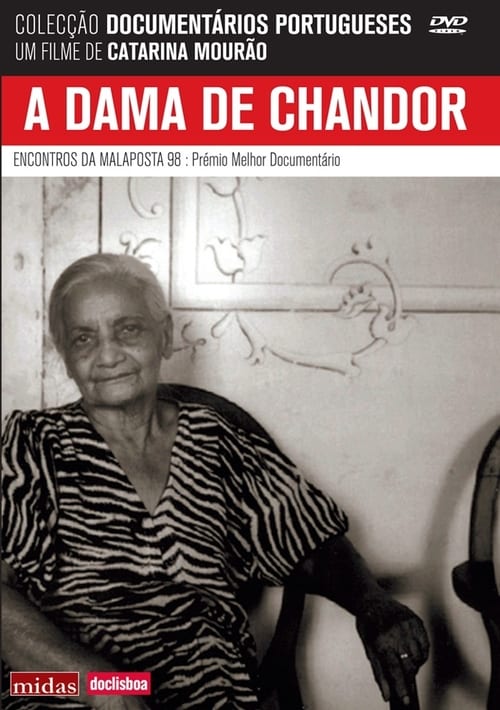 COLECÇÃO DOCUMENTÁRIOS PORTUGUESES
DVD
UM FILME DE CATARINA MOURÃO
A DAMA DE CHANDOR
ENCONTROS DA MALAPOSTA 98 : Prémio Melhor Documentário
midas
doclisboa